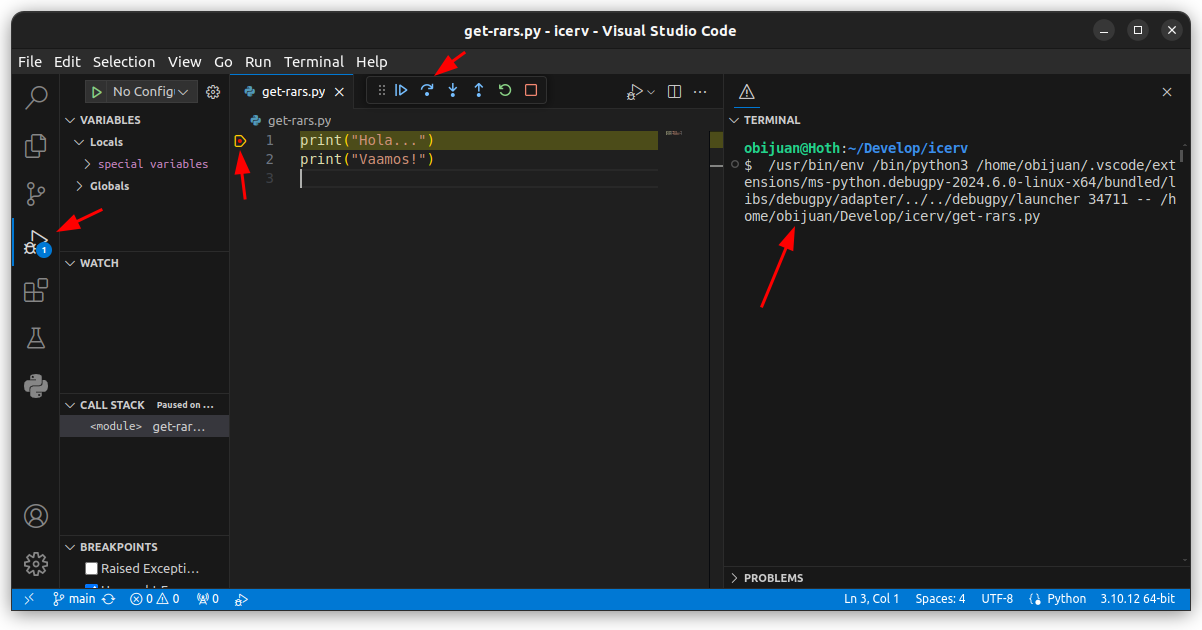 get-rars.py - icerv - Visual Studio Code
File Edit Selection View Go Run Terminal Help
No Config
get-rars.py
VARIABLES
Locals
special variables
Globals
1
WATCH
CALL STACK Paused on ...
<module> get-rar...
BREAKPOINTS
Raised Excepti...
get-rars.py
1 print("Hola...")
2 print("Vaamos!")
3
TERMINAL
obijuan@Hoth:~/Develop/icerv
$ /usr/bin/env /bin/python3 /home/obijuan/.vscode/ext
ensions/ms-python.debugpy-2024.6.0-linux-x64/bundled/l
ibs/debugpy/adapter/../../debugpy/launcher 34711 -- /h
ome/obijuan/Develop/icerv/get-rars.py
PROBLEMS
main 0 0 0 Ln 3, Col 1 Spaces: 4 UTF-8 Python 3.10.12 64-bit